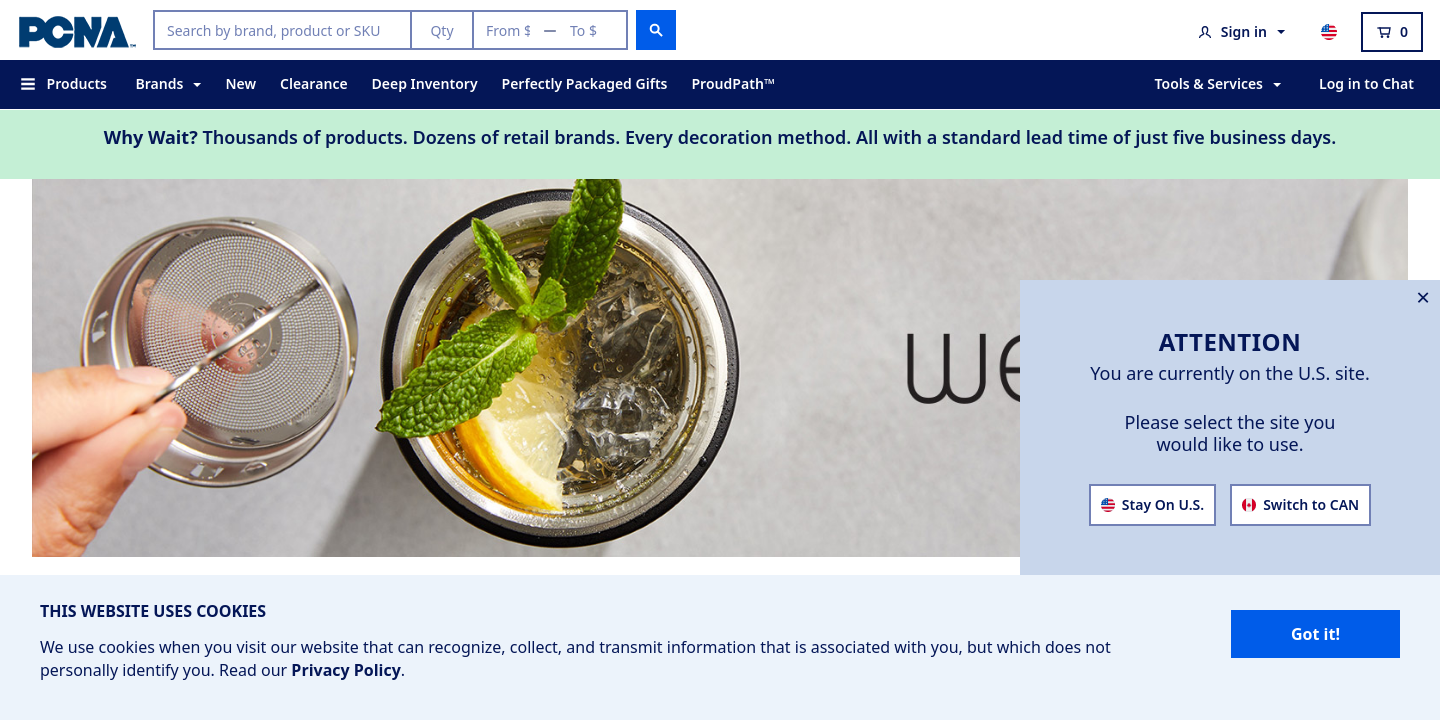 PCNA™
Search by brand, product or SKU
Qty
From $ — To $
Sign in
0
Products
Brands
New
Clearance
Deep Inventory
Perfectly Packaged Gifts
ProudPath™
Tools & Services
Log in to Chat
Why Wait? Thousands of products. Dozens of retail brands. Every decoration method. All with a standard lead time of just five business days.
we
ATTENTION
You are currently on the U.S. site.
Please select the site you
would like to use.
Stay On U.S.
Switch to CAN
THIS WEBSITE USES COOKIES
We use cookies when you visit our website that can recognize, collect, and transmit information that is associated with you, but which does not
personally identify you. Read our Privacy Policy.
Got it!